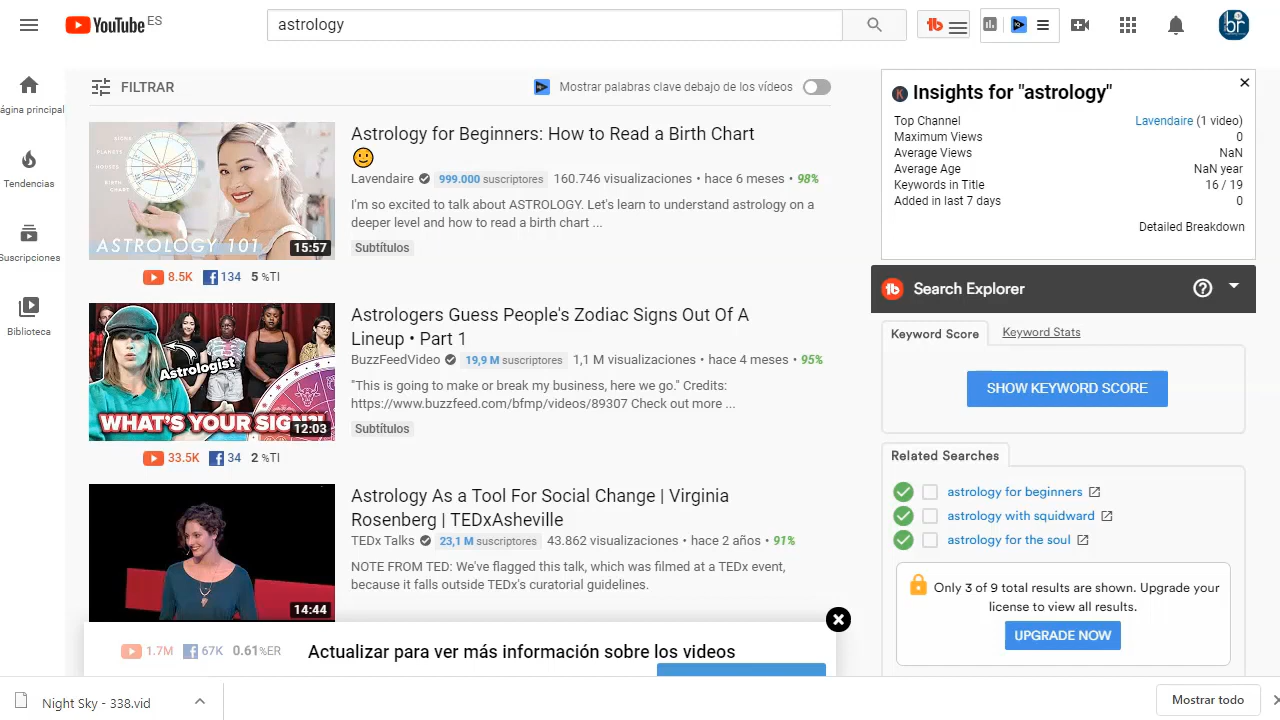 YouTube ES
astrology
Página principal
Tendencias
Suscripciones
Biblioteca
FILTRAR
Mostrar palabras clave debajo de los vídeos
ASTROLOGY 101
15:57
Astrology for Beginners: How to Read a Birth Chart
Lavendaire 999.000 suscriptores 160.746 visualizaciones • hace 6 meses • 98%
I'm so excited to talk about ASTROLOGY. Let's learn to understand astrology on a
deeper level and how to read a birth chart ...
Subtítulos
8.5K 134 5 %TI
Astrologist
WHAT'S YOUR SIGN?!
12:03
Astrologers Guess People's Zodiac Signs Out Of A
Lineup • Part 1
BuzzFeedVideo 19,9 M suscriptores 1,1 M visualizaciones • hace 4 meses • 95%
"This is going to make or break my business, here we go." Credits:
https://www.buzzfeed.com/bfmp/videos/89307 Check out more ...
Subtítulos
33.5K 34 2 %TI
14:44
Astrology As a Tool For Social Change | Virginia
Rosenberg | TEDxAsheville
TEDx Talks 23,1 M suscriptores 43.862 visualizaciones • hace 2 años • 91%
NOTE FROM TED: We've flagged this talk, which was filmed at a TEDx event,
because it falls outside TEDx's curatorial guidelines.
1.7M 67K 0.61%ER
Actualizar para ver más información sobre los videos
Insights for "astrology"
Top Channel Lavendaire (1 video)
Maximum Views 0
Average Views NaN
Average Age NaN year
Keywords in Title 16 / 19
Added in last 7 days 0
Detailed Breakdown
Search Explorer
Keyword Score Keyword Stats
SHOW KEYWORD SCORE
Related Searches
astrology for beginners
astrology with squidward
astrology for the soul
Only 3 of 9 total results are shown. Upgrade your
license to view all results.
UPGRADE NOW
Night Sky - 338.vid
Mostrar todo